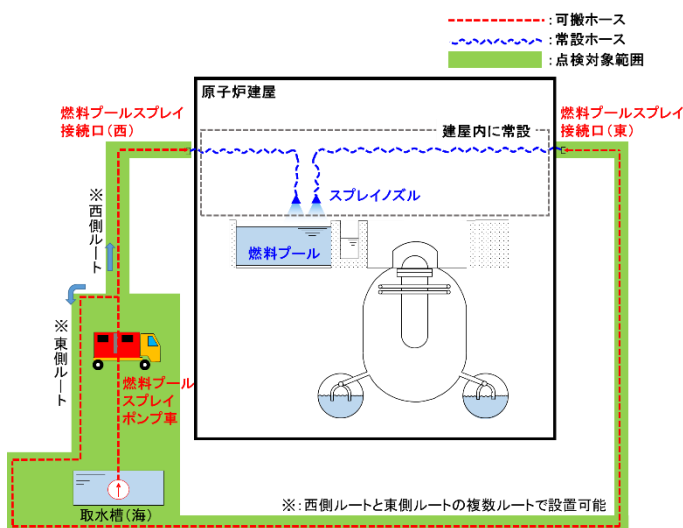 ：可搬ホース
：常設ホース
：点検対象範囲
原子炉建屋
燃料プールスプレイ
接続口（西）
建屋内に常設
燃料プールスプレイ
接続口（東）
スプレイノズル
燃料プール
※西側ルート
※東側ルート
燃料プール
スプレイ
ポンプ車
取水槽（海）
※：西側ルートと東側ルートの複数ルートで設置可能